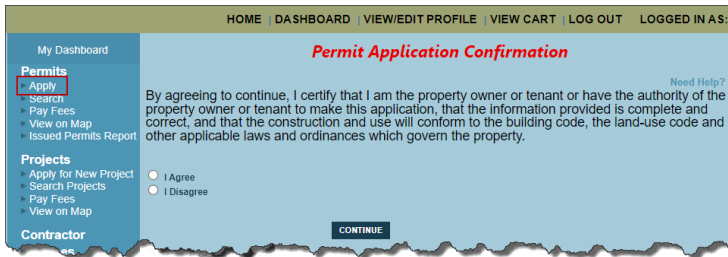 HOME | DASHBOARD | VIEW/EDIT PROFILE | VIEW CART | LOG OUT LOGGED IN AS:
My Dashboard
Permits
Apply
Search
Pay Fees
View on Map
Issued Permits Report
Projects
Apply for New Project
Search Projects
Pay Fees
View on Map
Contractor
Permit Application Confirmation
Need Help?
By agreeing to continue, I certify that I am the property owner or tenant or have the authority of the
property owner or tenant to make this application, that the information provided is complete and
correct, and that the construction and use will conform to the building code, the land-use code and
other applicable laws and ordinances which govern the property.
I Agree
I Disagree
CONTINUE